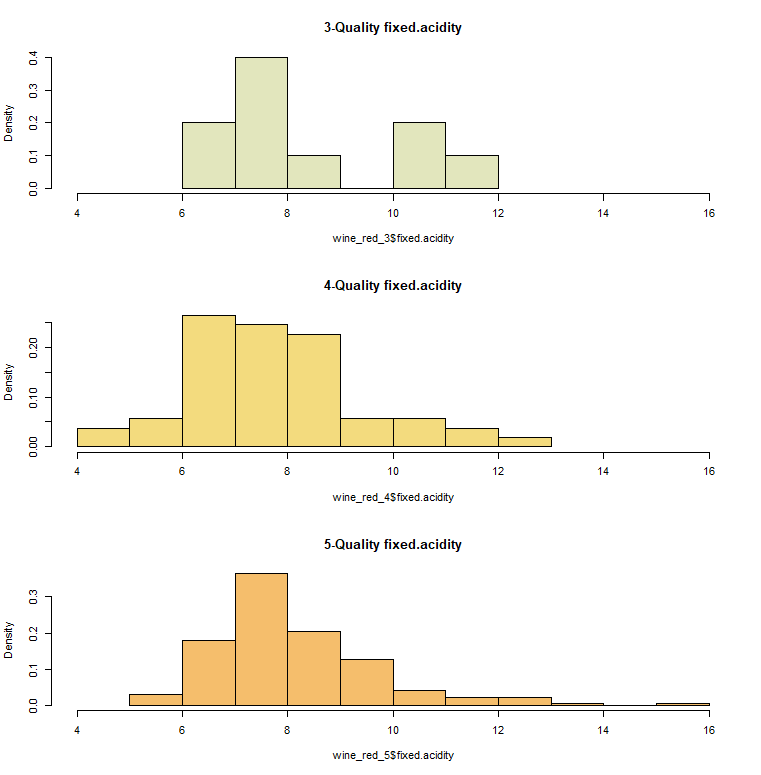 3-Quality fixed.acidity
Density
0.0 0.1 0.2 0.3 0.4
4 6 8 10 12 14 16
wine_red_3$fixed.acidity
4-Quality fixed.acidity
Density
0.00 0.10 0.20
4 6 8 10 12 14 16
wine_red_4$fixed.acidity
5-Quality fixed.acidity
Density
0.0 0.1 0.2 0.3
4 6 8 10 12 14 16
wine_red_5$fixed.acidity